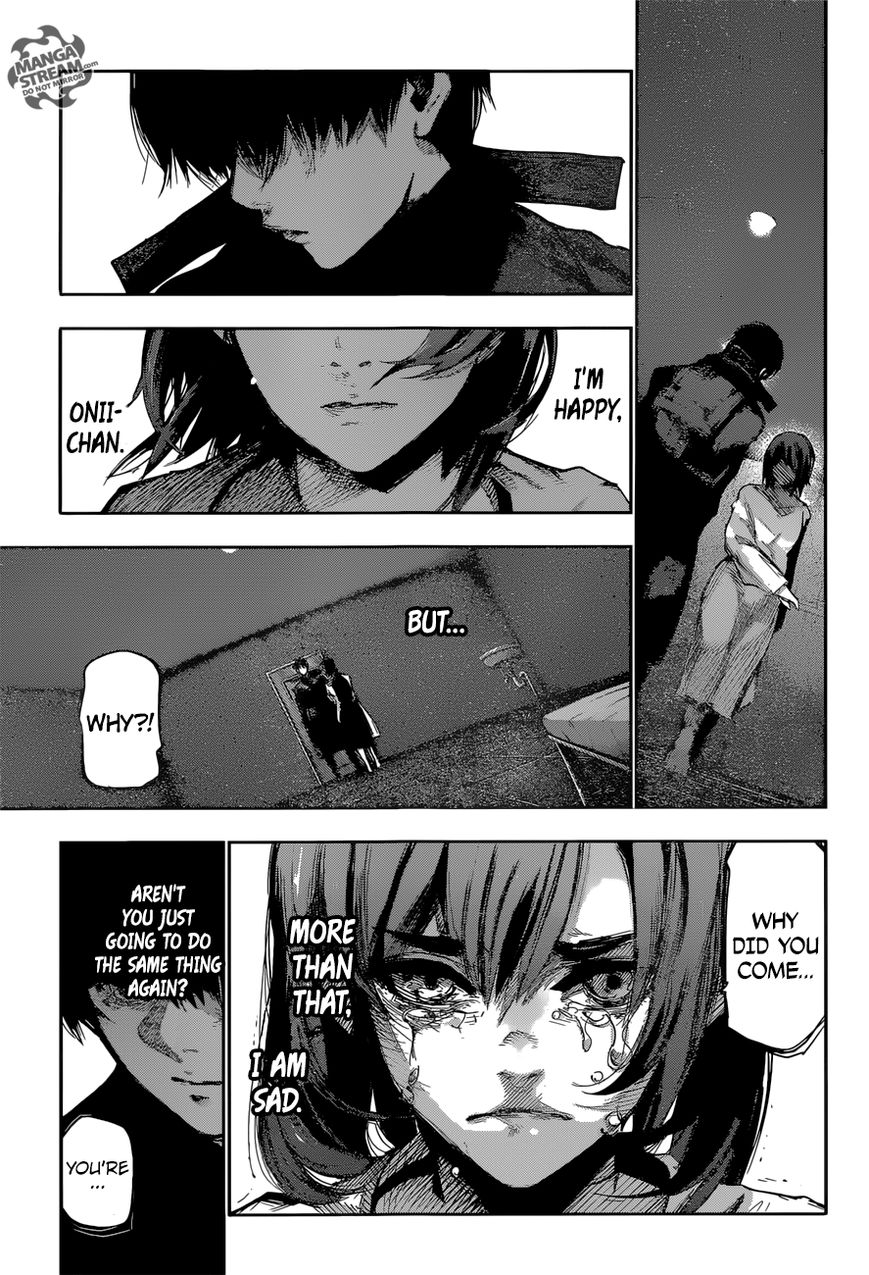 MANGA
STREAM.com
DO NOT MIRROR
I'M
HAPPY,
ONII-
CHAN.
BUT...
WHY?!
WHY
DID YOU
COME...
MORE
THAN
THAT,
I AM
SAD.
AREN'T
YOU JUST
GOING TO DO
THE SAME THING
AGAIN?
YOU'RE
...